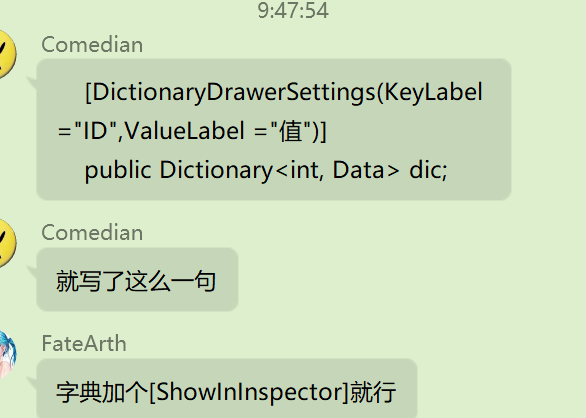 9:47:54
Comedian
[DictionaryDrawerSettings(KeyLabel
="ID",ValueLabel ="值")]
public Dictionary<int, Data> dic;
Comedian
就写了这么一句
FateArth
字典加个[ShowInInspector]就行